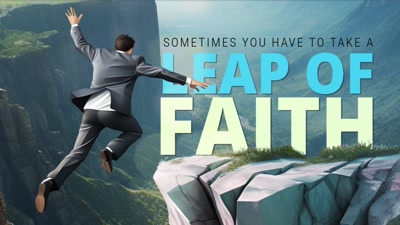 SOMETIMES YOU HAVE TO TAKE A
LEAP OF
FAITH